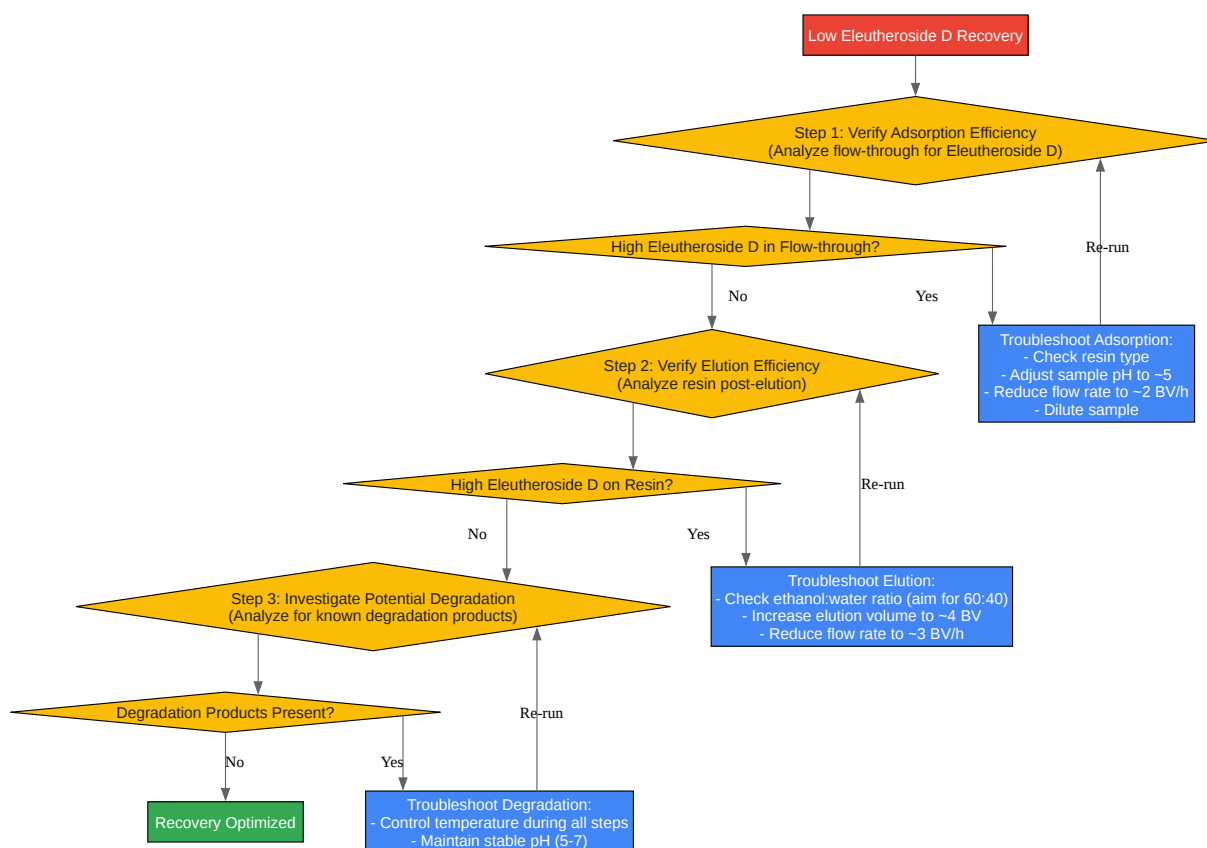 Low Eleutheroside D Recovery
Step 1: Verify Adsorption Efficiency
(Analyze flow-through for Eleutheroside D)
High Eleutheroside D in Flow-through?
Re-run
No
Yes
Troubleshoot Adsorption:
- Check resin type
- Adjust sample pH to ~5
- Reduce flow rate to ~2 BV/h
- Dilute sample
Step 2: Verify Elution Efficiency
(Analyze resin post-elution)
High Eleutheroside D on Resin?
Re-run
No
Yes
Troubleshoot Elution:
- Check ethanol:water ratio (aim for 60:40)
- Increase elution volume to ~4 BV
- Reduce flow rate to ~3 BV/h
Step 3: Investigate Potential Degradation
(Analyze for known degradation products)
Degradation Products Present?
Re-run
No
Yes
Recovery Optimized
Troubleshoot Degradation:
- Control temperature during all steps
- Maintain stable pH (5-7)